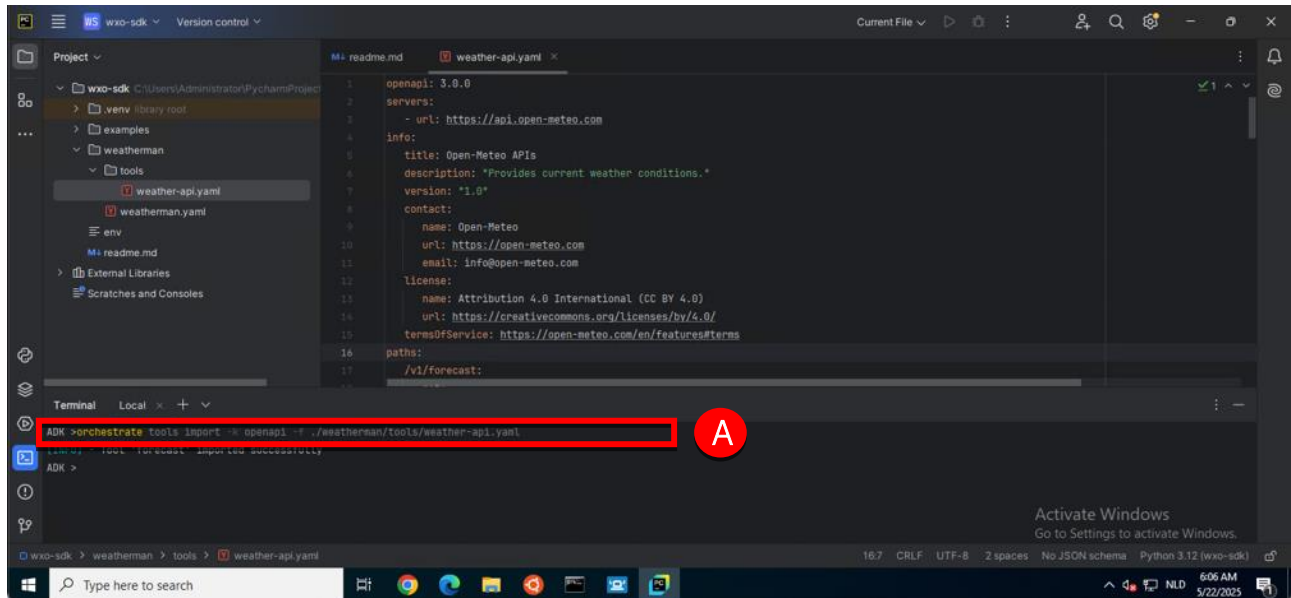 PC WS wxo-sdk Version control Current File
Project
M↓ readme.md
Y weather-api.yaml
wxo-sdk C:\Users\Administrator\PycharmProject
.venv library root
examples
weatherman
tools
weather-api.yaml
weatherman.yaml
env
M↓ readme.md
External Libraries
Scratches and Consoles
1 openapi: 3.0.0
2 servers:
3 - url: https://api.open-meteo.com
4 info:
5 title: Open-Meteo APIs
6 description: "Provides current weather conditions."
7 version: "1.0"
8 contact:
9 name: Open-Meteo
10 url: https://open-meteo.com
11 email: info@open-meteo.com
12 license:
13 name: Attribution 4.0 International (CC BY 4.0)
14 url: https://creativecommons.org/licenses/by/4.0/
15 termsOfService: https://open-meteo.com/en/features#terms
16 paths:
17 /v1/forecast:
1
Terminal Local
ADK >orchestrate tools import -k openapi -f ./weatherman/tools/weather-api.yaml
A
[INFO] - Tool 'forecast' imported successfully
ADK >
Activate Windows
Go to Settings to activate Windows.
wxo-sdk > weatherman > tools > weather-api.yaml
16:7 CRLF UTF-8 2 spaces No JSON schema Python 3.12 (wxo-sdk)
Type here to search
NLD
6:06 AM
5/22/2025
1